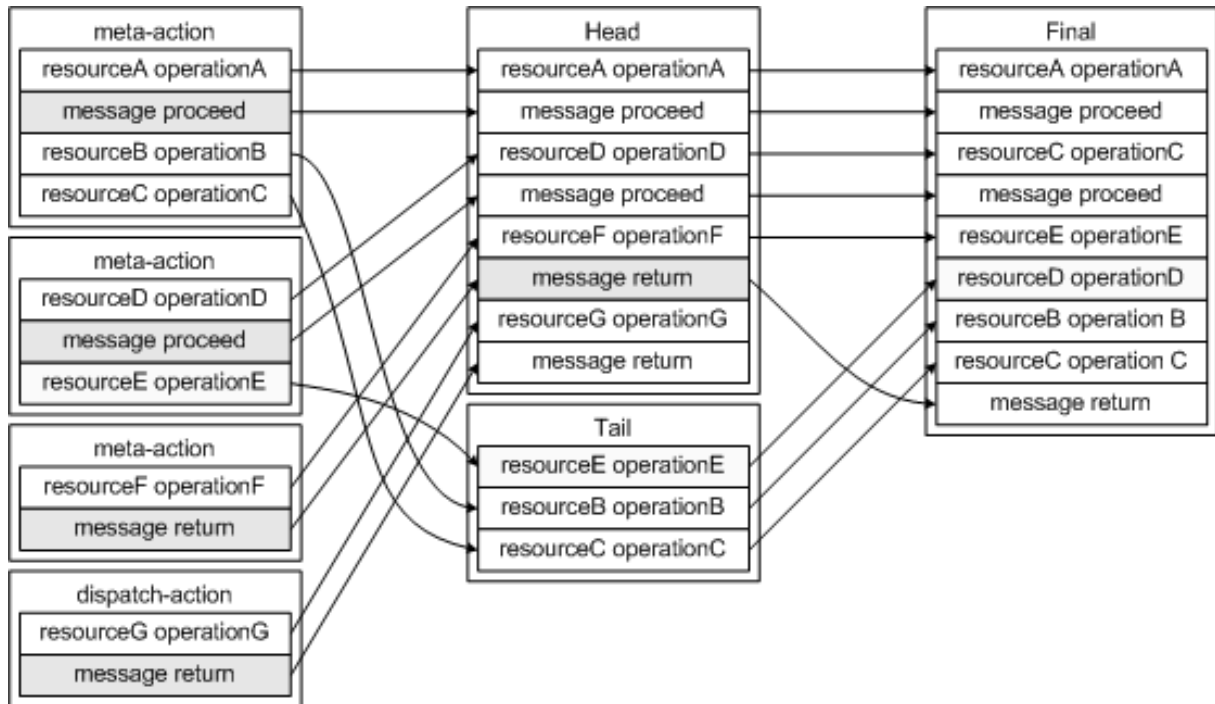 meta-action
resourceA operationA
message proceed
resourceB operationB
resourceC operationC
meta-action
resourceD operationD
message proceed
resourceE operationE
meta-action
resourceF operationF
message return
dispatch-action
resourceG operationG
message return
Head
resourceA operationA
message proceed
resourceD operationD
message proceed
resourceF operationF
message return
resourceG operationG
message return
Tail
resourceE operationE
resourceB operationB
resourceC operationC
Final
resourceA operationA
message proceed
resourceC operationC
message proceed
resourceE operationE
resourceD operationD
resourceB operation B
resourceC operation C
message return